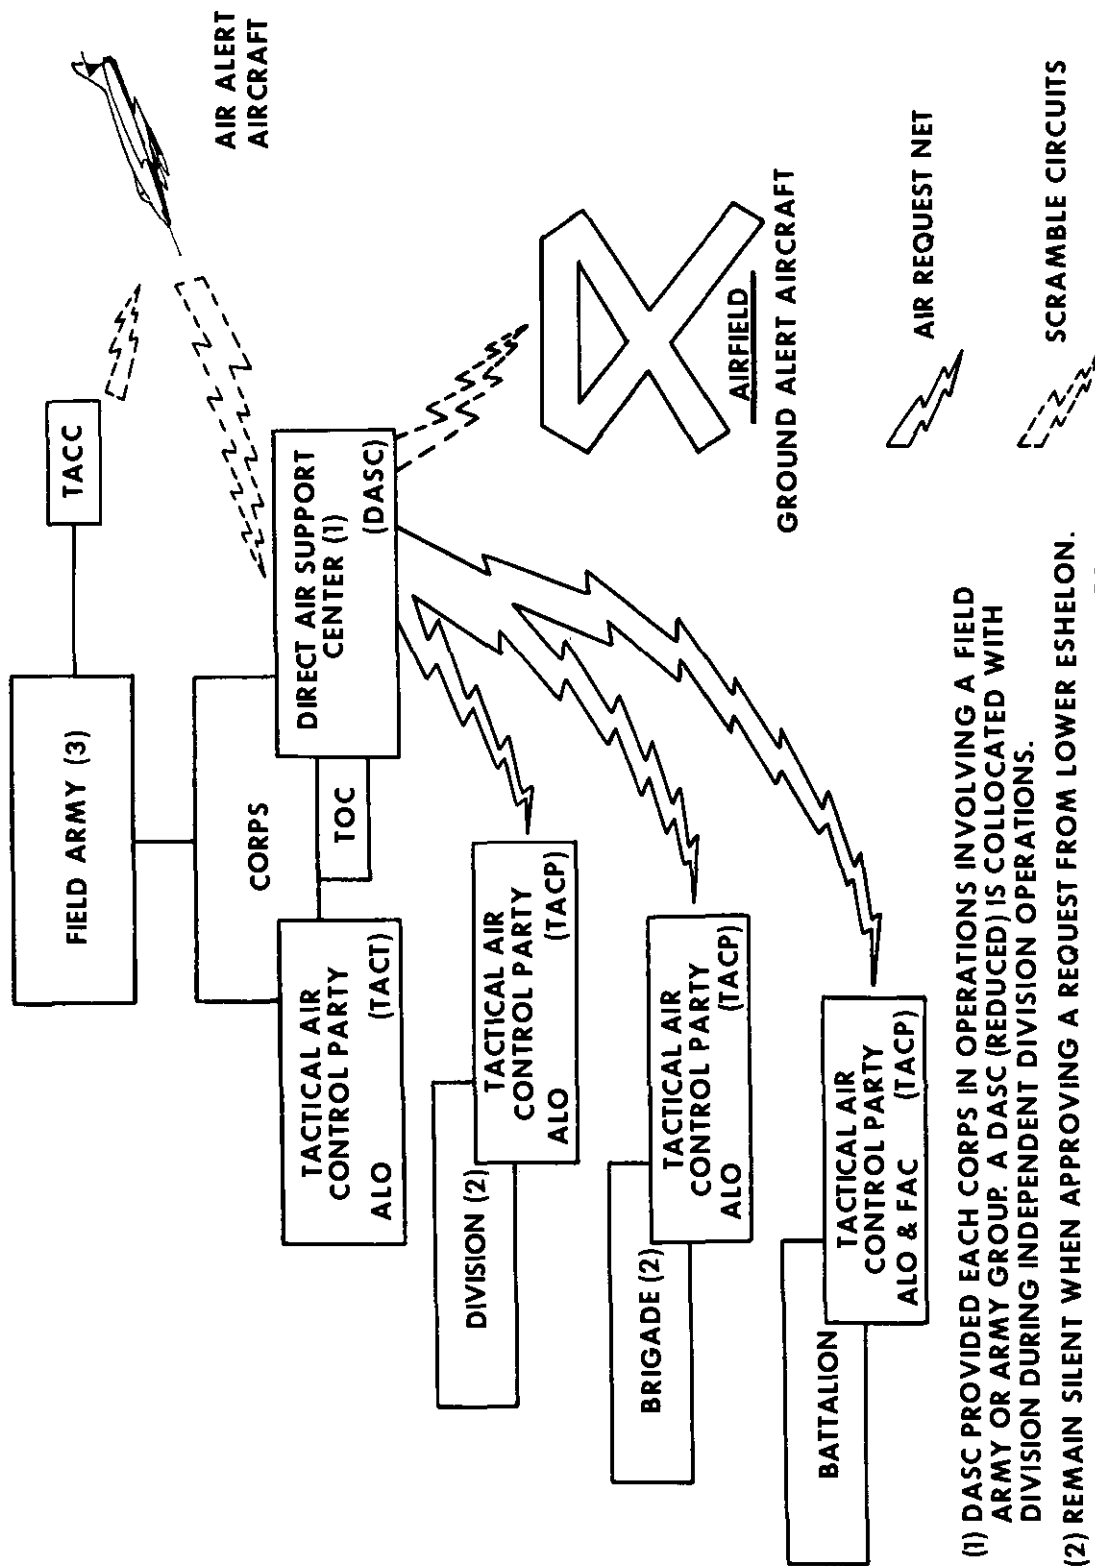 FIELD ARMY (3)
TACC
AIR ALERT
AIRCRAFT
CORPS
TOC
DIRECT AIR SUPPORT
CENTER (1)
(DASC)
TACTICAL AIR
CONTROL PARTY
ALO (TACT)
DIVISION (2)
TACTICAL AIR
CONTROL PARTY
ALO (TACP)
AIRFIELD
GROUND ALERT AIRCRAFT
BRIGADE (2)
TACTICAL AIR
CONTROL PARTY
ALO (TACP)
BATTALION
TACTICAL AIR
CONTROL PARTY
ALO & FAC (TACP)
AIR REQUEST NET
SCRAMBLE CIRCUITS
(1) DASC PROVIDED EACH CORPS IN OPERATIONS INVOLVING A FIELD
ARMY OR ARMY GROUP. A DASC (REDUCED) IS COLLOCATED WITH
DIVISION DURING INDEPENDENT DIVISION OPERATIONS.
(2) REMAIN SILENT WHEN APPROVING A REQUEST FROM LOWER ESHELON.